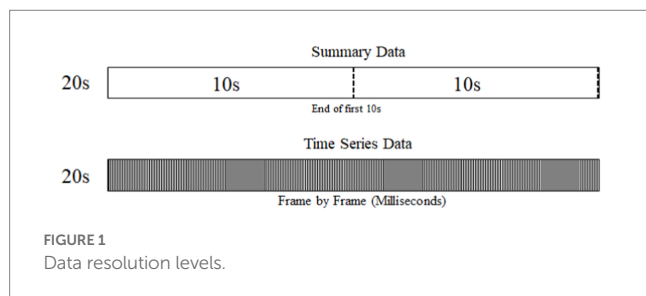 Summary Data
20s 10s 10s
End of first 10s
Time Series Data
20s
Frame by Frame (Milliseconds)
FIGURE 1
Data resolution levels.